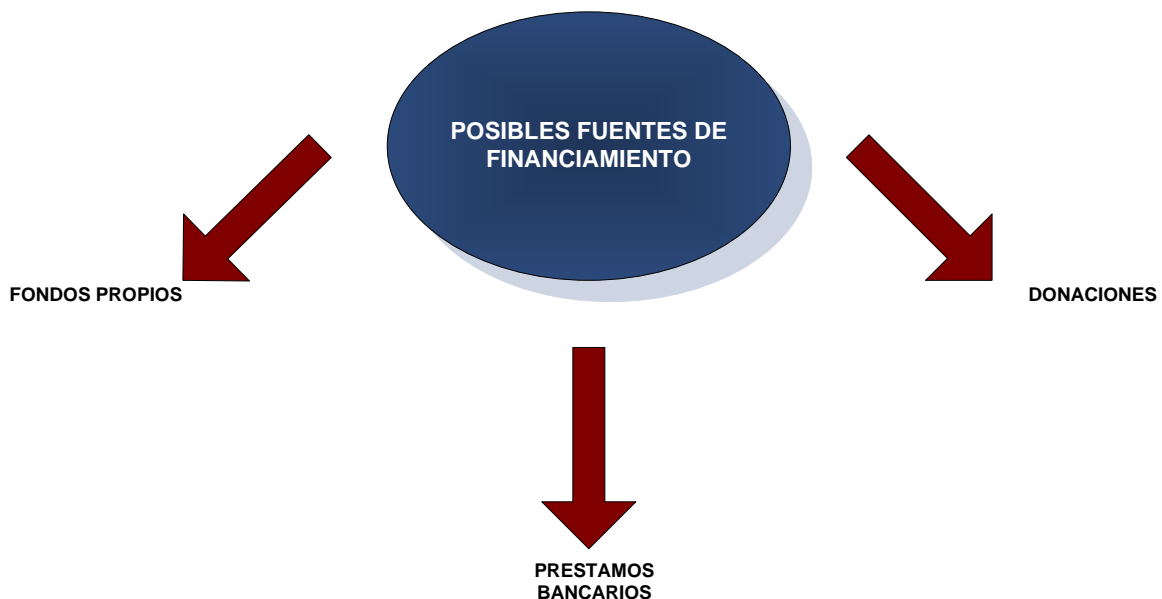 POSIBLES FUENTES DE
FINANCIAMIENTO
FONDOS PROPIOS
DONACIONES
PRESTAMOS
BANCARIOS